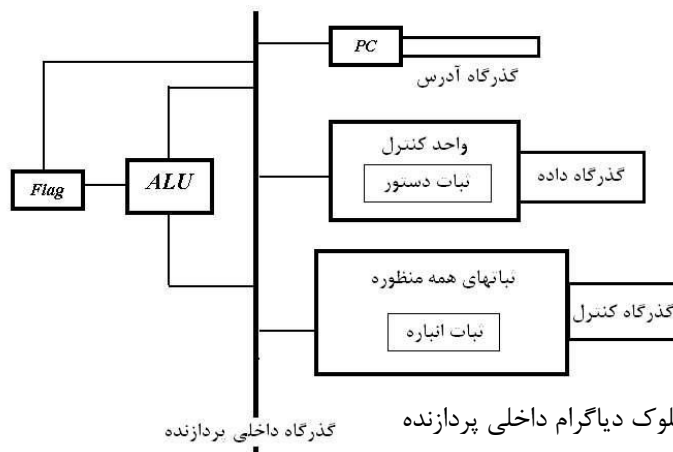 PC
گذرگاه آدرس
واحد کنترل
ثبات دستور
گذرگاه داده
Flag
ALU
ثباتهای همه منظوره
ثبات انباره
گذرگاه کنترل
لوک دیاگرام داخلی پردازنده
گذرگاه داخلی پردازنده